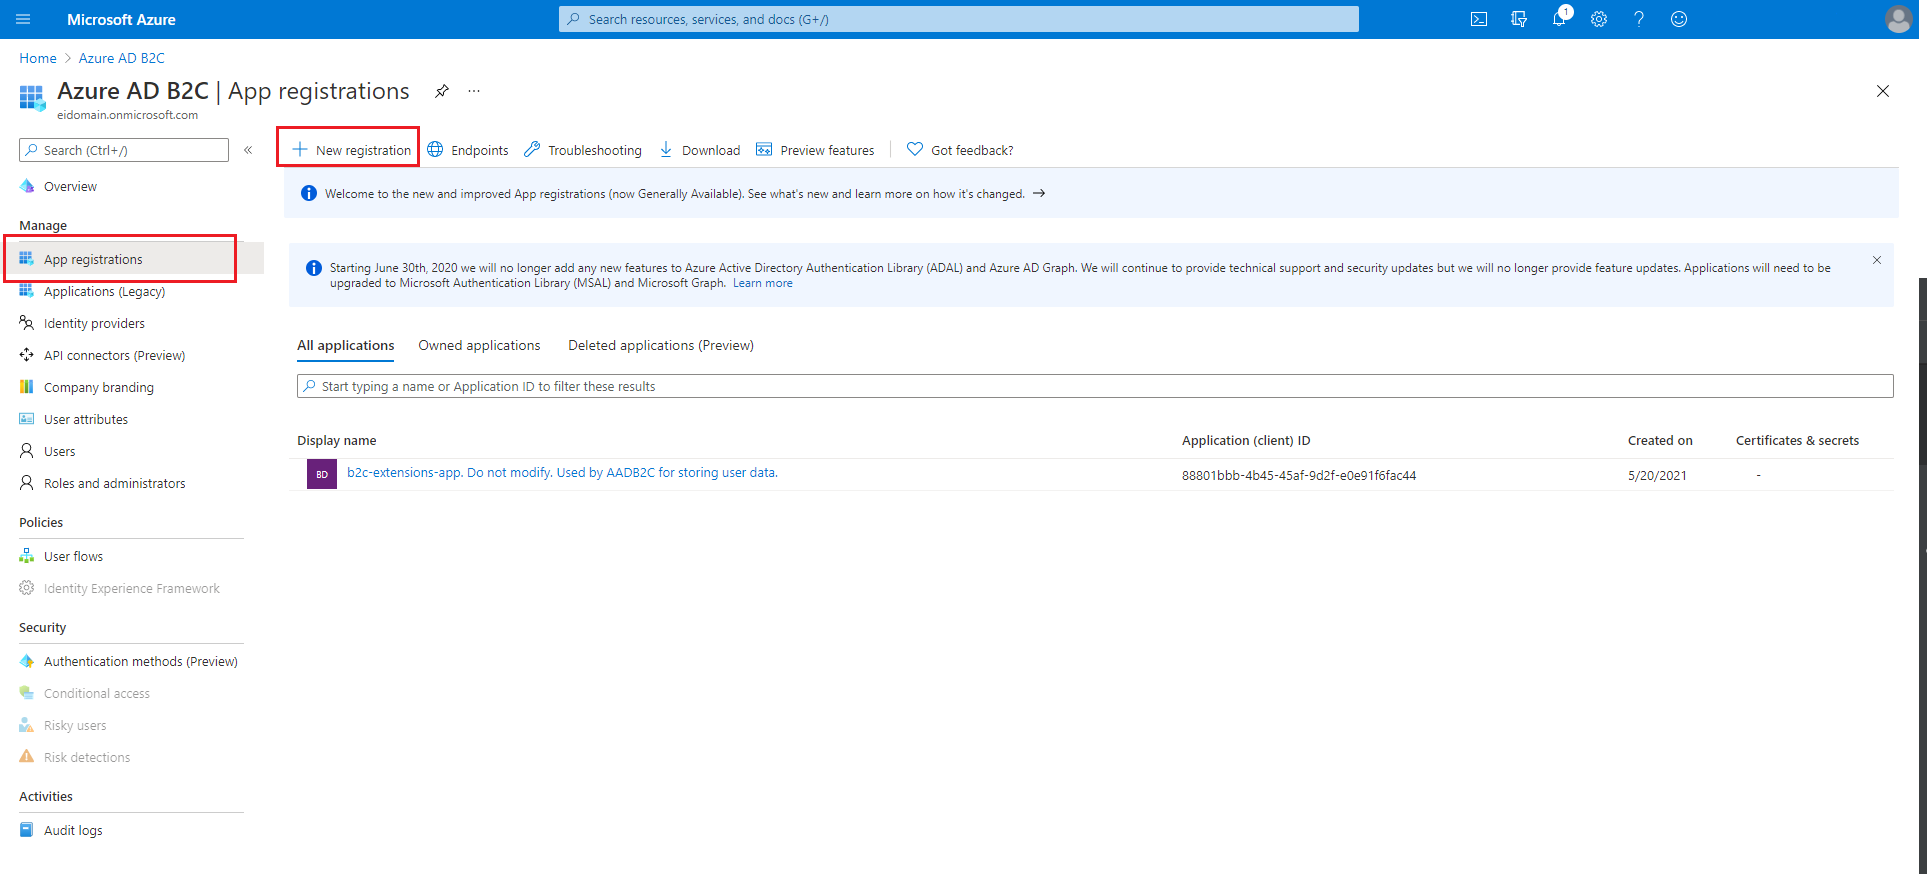 Microsoft Azure
Search resources, services, and docs (G+/)
1
Home > Azure AD B2C
Azure AD B2C | App registrations
...
eidomain.onmicrosoft.com
Search (Ctrl+/)
«
Overview
Manage
App registrations
Applications (Legacy)
Identity providers
API connectors (Preview)
Company branding
User attributes
Users
Roles and administrators
Policies
User flows
Identity Experience Framework
Security
Authentication methods (Preview)
Conditional access
Risky users
Risk detections
Activities
Audit logs
New registration Endpoints Troubleshooting Download Preview features Got feedback?
Welcome to the new and improved App registrations (now Generally Available). See what's new and learn more on how it's changed. →
Starting June 30th, 2020 we will no longer add any new features to Azure Active Directory Authentication Library (ADAL) and Azure AD Graph. We will continue to provide technical support and security updates but we will no longer provide feature updates. Applications will need to be
upgraded to Microsoft Authentication Library (MSAL) and Microsoft Graph. Learn more
All applications Owned applications Deleted applications (Preview)
Start typing a name or Application ID to filter these results
Display name Application (client) ID Created on Certificates & secrets
BD b2c-extensions-app. Do not modify. Used by AADB2C for storing user data. 88801bbb-4b45-45af-9d2f-e0e91f6fac44 5/20/2021 -